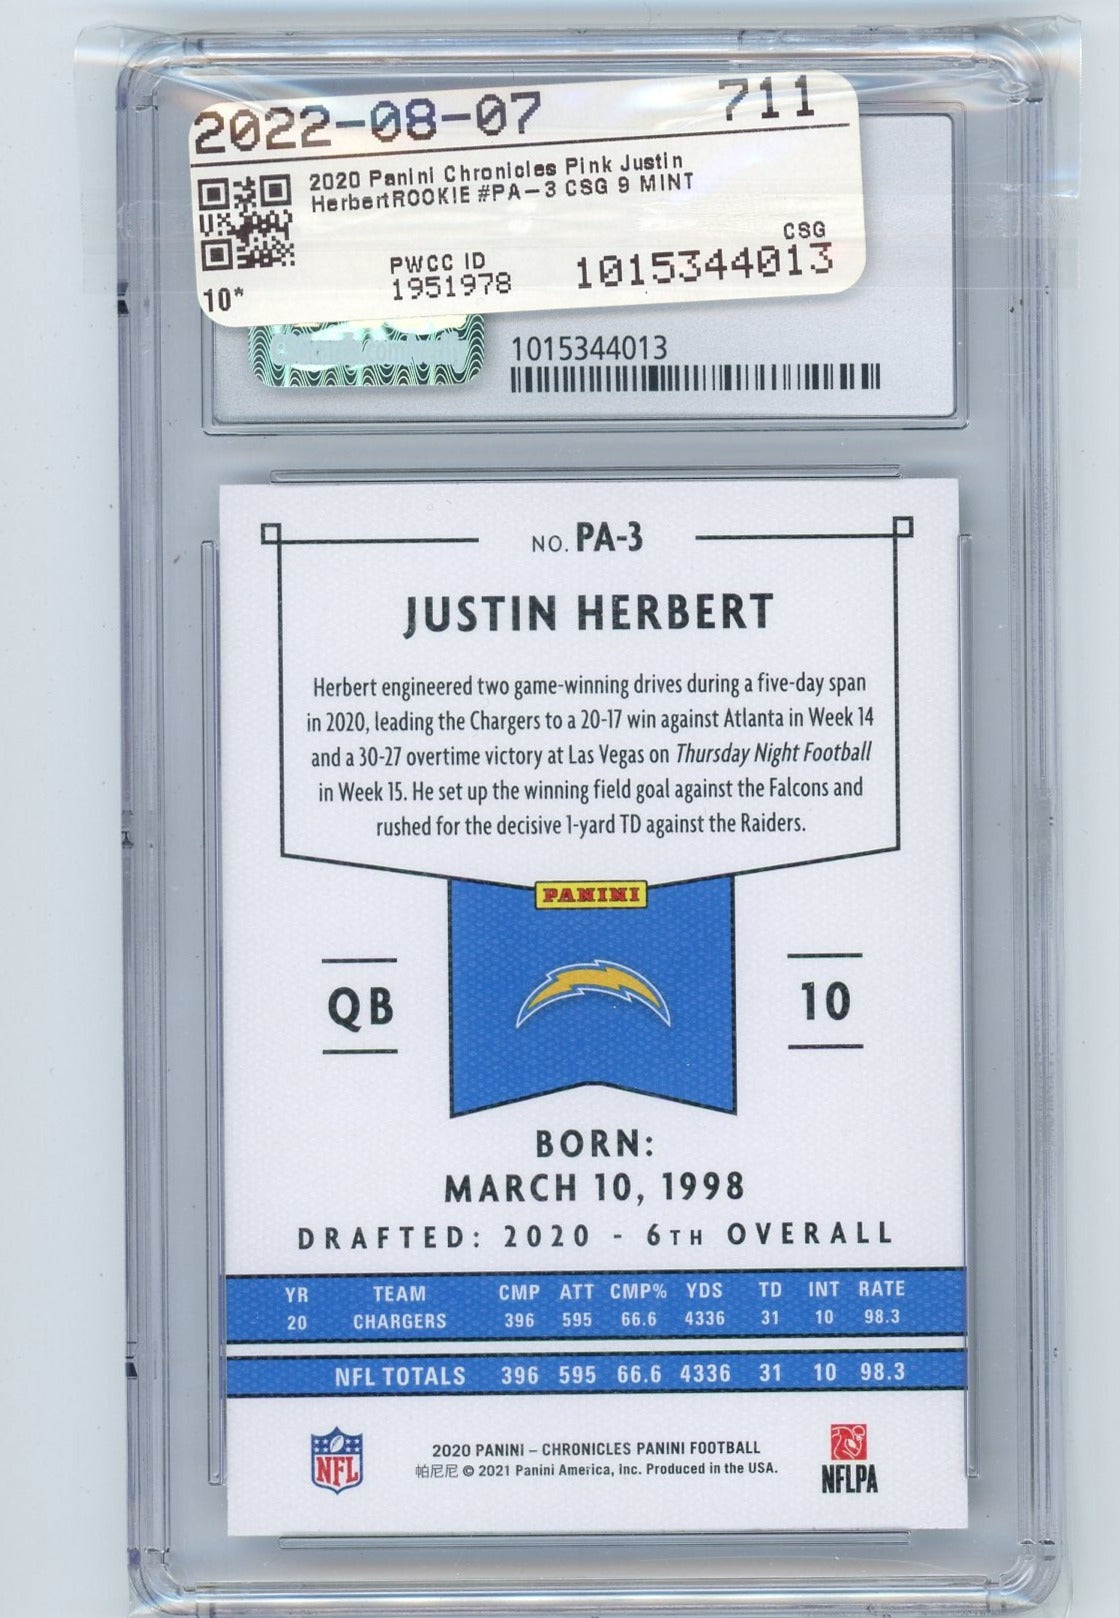 2022-08-07 711
2020 Panini Chronicles Pink Justin
HerbertROOKIE #PA-3 CSG 9 MINT
PWCC ID
1951978
CSG
1015344013
10*
1015344013
NO. PA-3
JUSTIN HERBERT
Herbert engineered two game-winning drives during a five-day span
in 2020, leading the Chargers to a 20-17 win against Atlanta in Week 14
and a 30-27 overtime victory at Las Vegas on Thursday Night Football
in Week 15. He set up the winning field goal against the Falcons and
rushed for the decisive 1-yard TD against the Raiders.
PANINI
QB
10
BORN:
MARCH 10, 1998
DRAFTED: 2020 - 6TH OVERALL
YR TEAM CMP ATT CMP% YDS TD INT RATE
20 CHARGERS 396 595 66.6 4336 31 10 98.3
NFL TOTALS 396 595 66.6 4336 31 10 98.3
NFL
2020 PANINI – CHRONICLES PANINI FOOTBALL
帕尼尼 © 2021 Panini America, Inc. Produced in the USA.
NFLPA